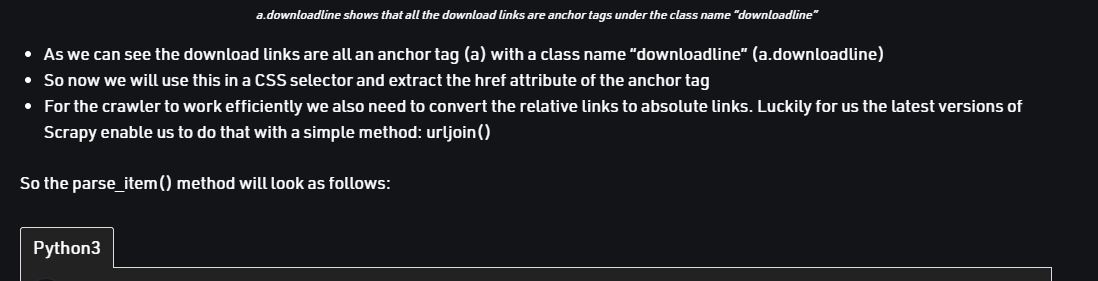 a.downloadline shows that all the download links are anchor tags under the class name “downloadline”
• As we can see the download links are all an anchor tag (a) with a class name “downloadline” (a.downloadline)
• So now we will use this in a CSS selector and extract the href attribute of the anchor tag
• For the crawler to work efficiently we also need to convert the relative links to absolute links. Luckily for us the latest versions of
Scrapy enable us to do that with a simple method: urljoin()
So the parse_item() method will look as follows:
Python3